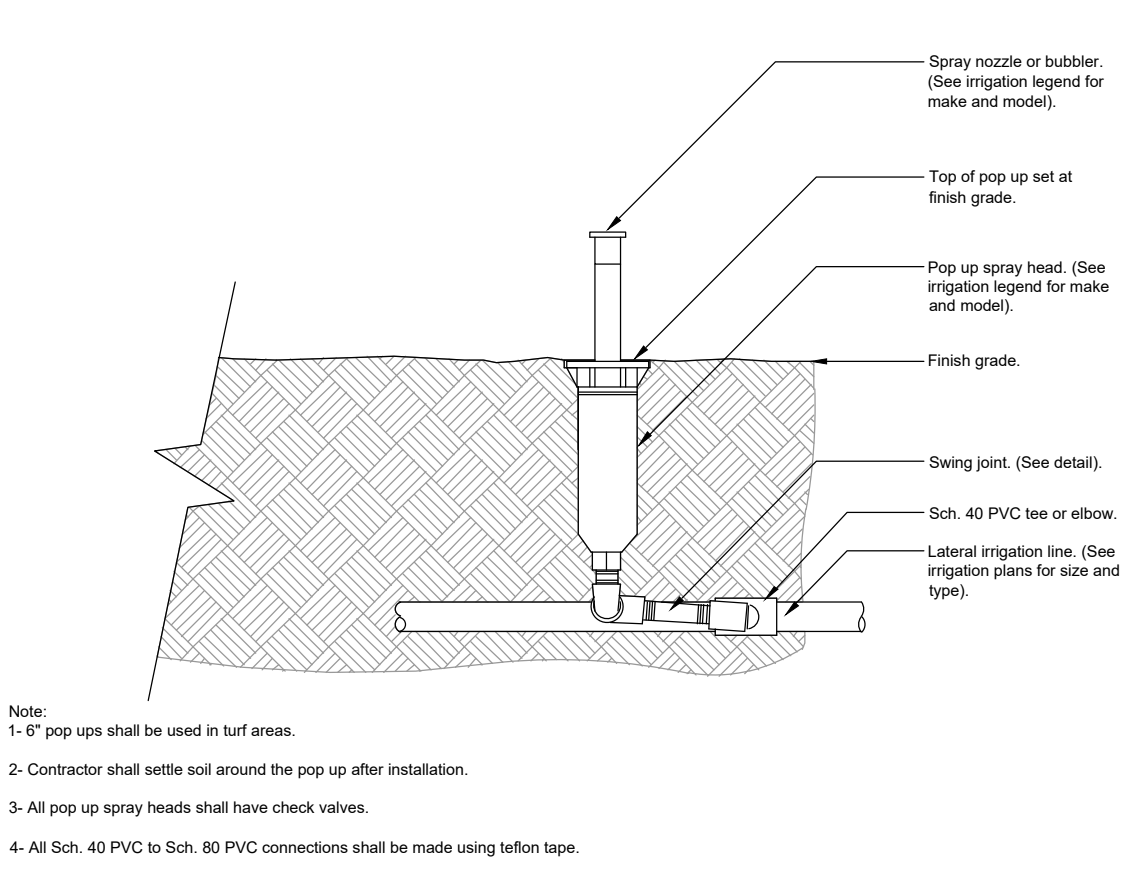 Spray nozzle or bubbler.
(See irrigation legend for
make and model).
Top of pop up set at
finish grade.
Pop up spray head. (See
irrigation legend for make
and model).
Finish grade.
Swing joint. (See detail).
Sch. 40 PVC tee or elbow.
Lateral irrigation line. (See
irrigation plans for size and
type).
Note:
1- 6" pop ups shall be used in turf areas.
2- Contractor shall settle soil around the pop up after installation.
3- All pop up spray heads shall have check valves.
4- All Sch. 40 PVC to Sch. 80 PVC connections shall be made using teflon tape.